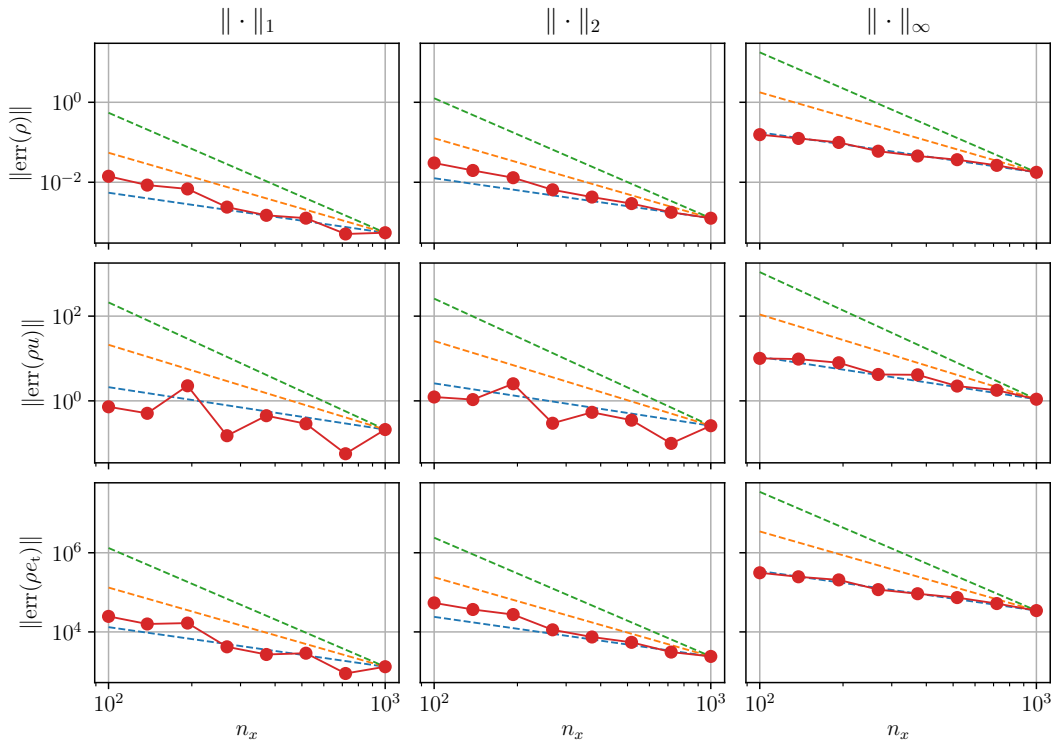 ‖ · ‖₁ ‖ · ‖₂ ‖ · ‖∞
‖err(ρ)‖
10⁰
10⁻²
‖err(ρu)‖
10²
10⁰
‖err(ρeₜ)‖
10⁶
10⁴
10² 10³ 10² 10³ 10² 10³
nₓ nₓ nₓ